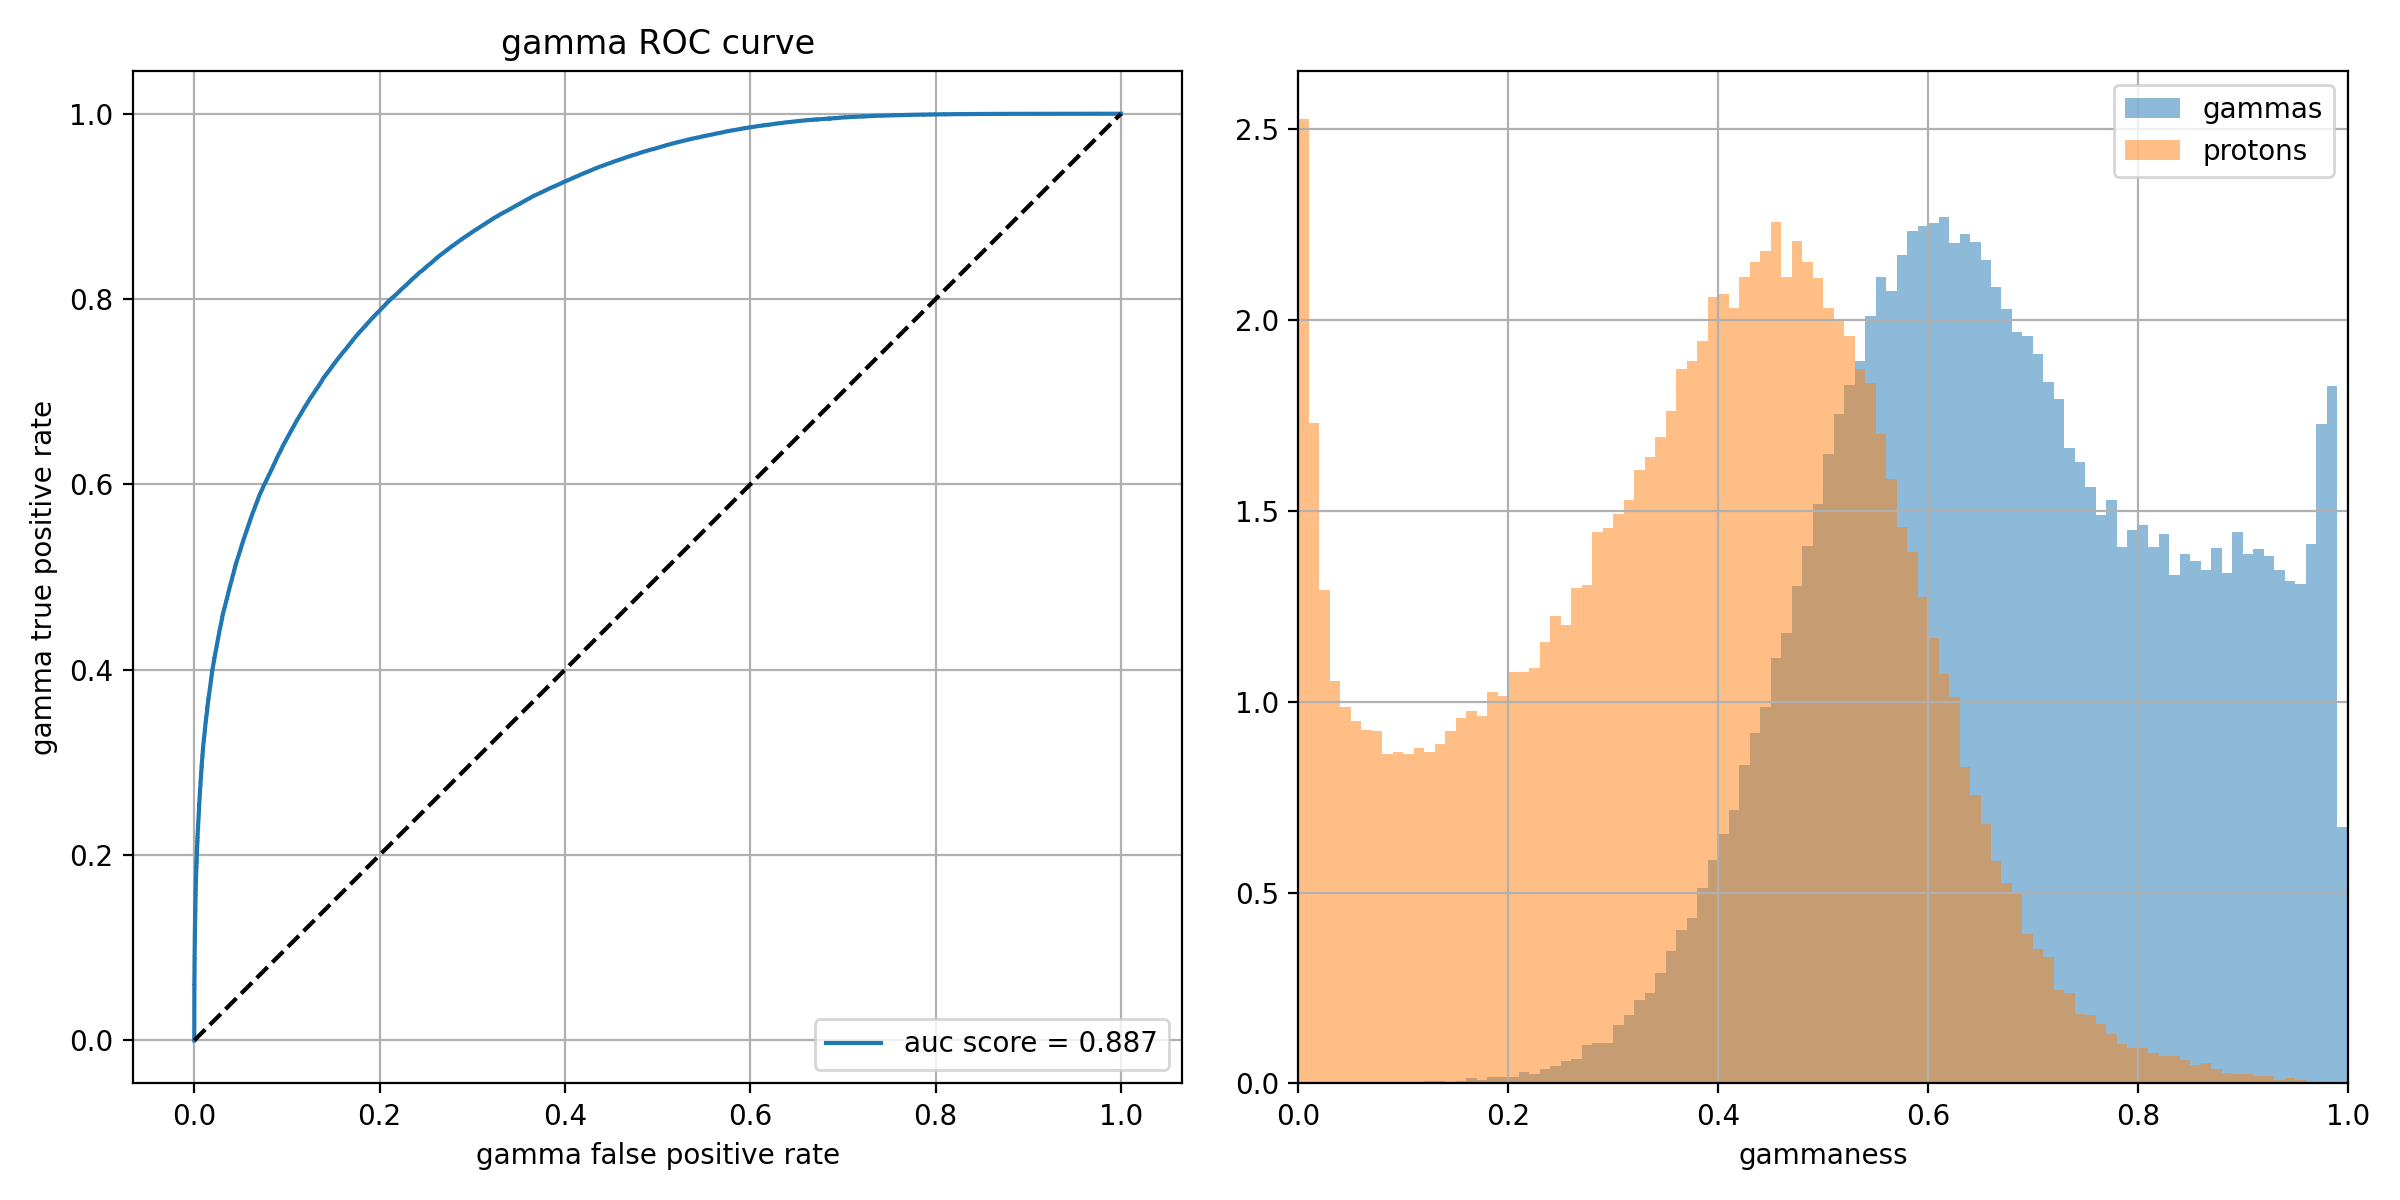 gamma ROC curve
1.0
0.8
0.6
0.4
0.2
0.0
gamma true positive rate
auc score = 0.887
0.0 0.2 0.4 0.6 0.8 1.0
gamma false positive rate
gammas
protons
2.5
2.0
1.5
1.0
0.5
0.0
0.0 0.2 0.4 0.6 0.8 1.0
gammaness